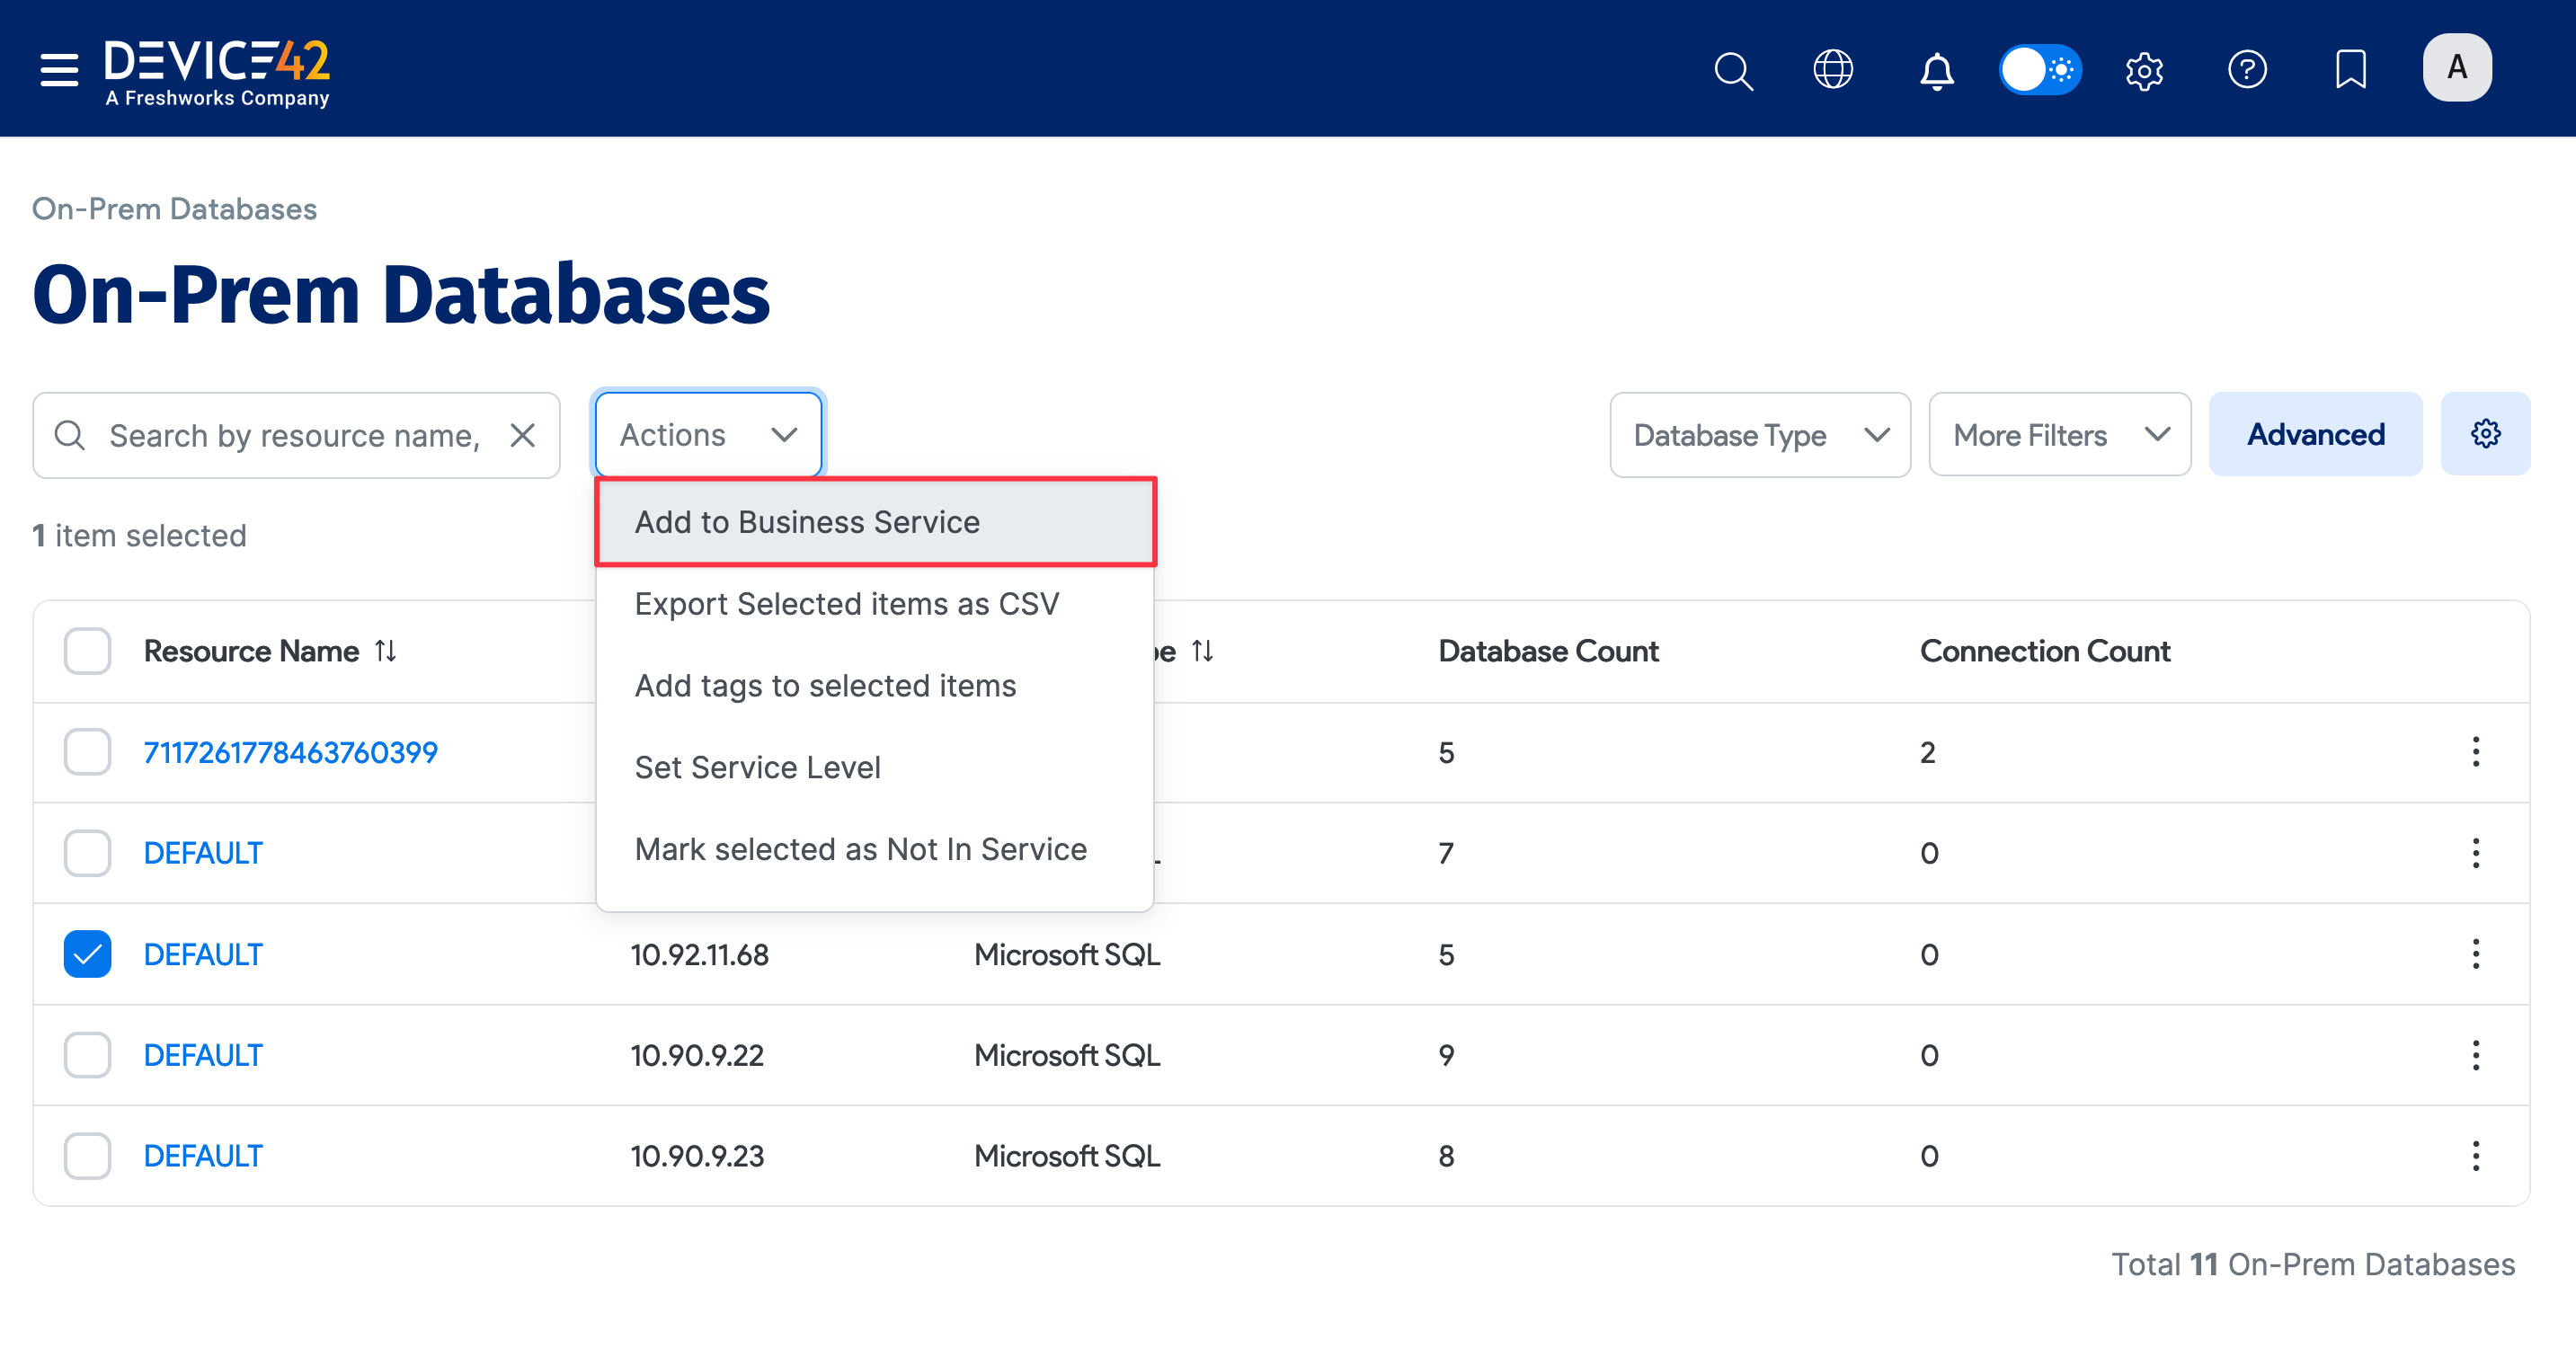 DEVICE42
A Freshworks Company
A
On-Prem Databases
On-Prem Databases
Search by resource name,
Actions
Database Type
More Filters
Advanced
1 item selected
Add to Business Service
Export Selected items as CSV
Add tags to selected items
Set Service Level
Mark selected as Not In Service
Resource Name
Database Count
Connection Count
7117261778463760399 5 2
DEFAULT 7 0
DEFAULT 10.92.11.68 Microsoft SQL 5 0
DEFAULT 10.90.9.22 Microsoft SQL 9 0
DEFAULT 10.90.9.23 Microsoft SQL 8 0
Total 11 On-Prem Databases